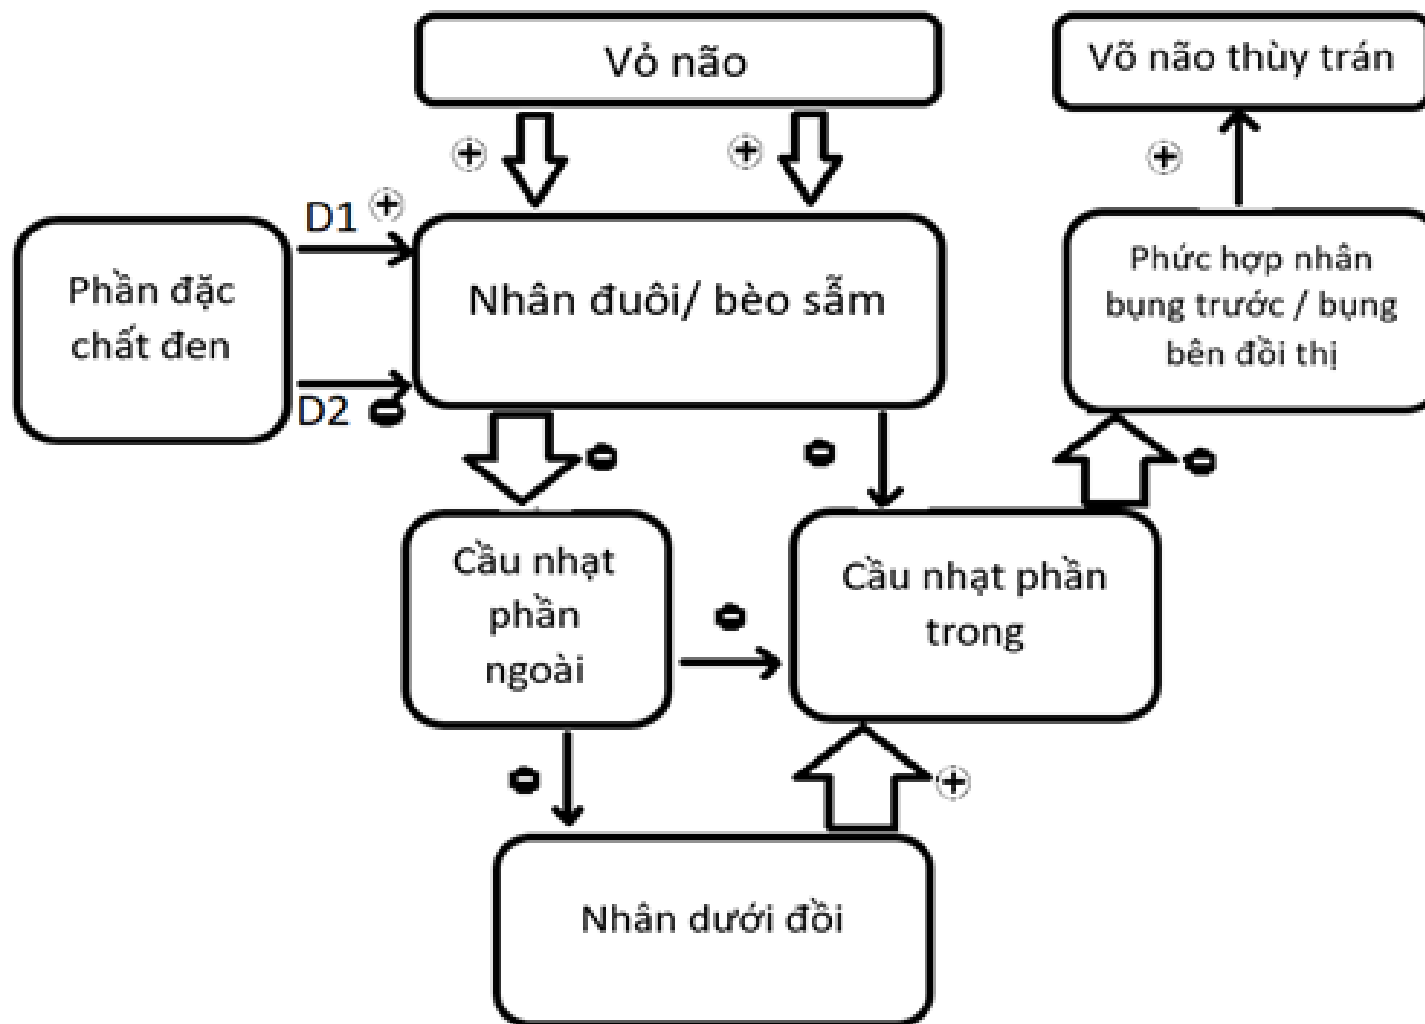 Vỏ não
Võ não thùy trán
D1
Phần đặc
chất đen
D2
Nhân đuôi/ bèo sẫm
Phức hợp nhân
bụng trước / bụng
bên đồi thị
Cầu nhạt
phần
ngoài
Cầu nhạt phần
trong
Nhân dưới đồi